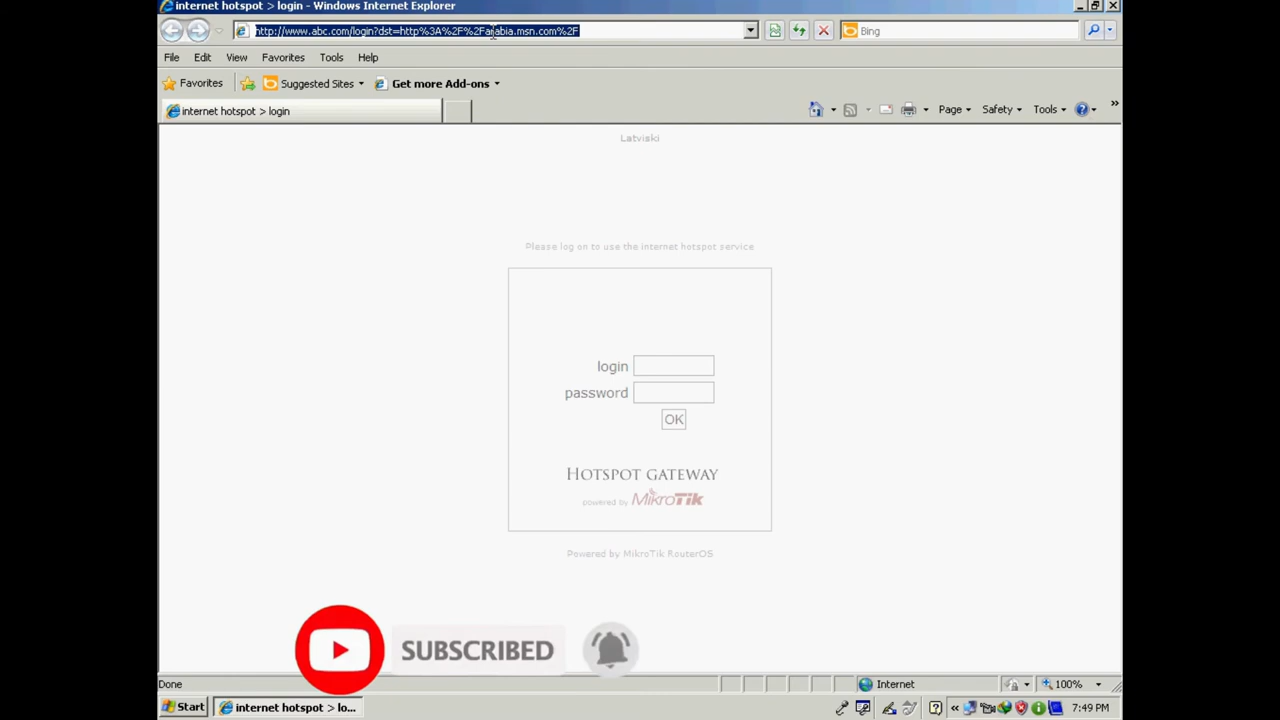 internet hotspot > login - Windows Internet Explorer
http://www.abc.com/login?dst=http%3A%2F%2Farabia.msn.com%2F
Bing
File Edit View Favorites Tools Help
Favorites Suggested Sites Get more Add-ons
internet hotspot > login
Page Safety Tools
Latviski
Please log on to use the internet hotspot service
login
password
OK
HOTSPOT GATEWAY
powered by MikroTik
Powered by MikroTik RouterOS
SUBSCRIBED
Done Internet 100%
Start internet hotspot > lo... 7:49 PM